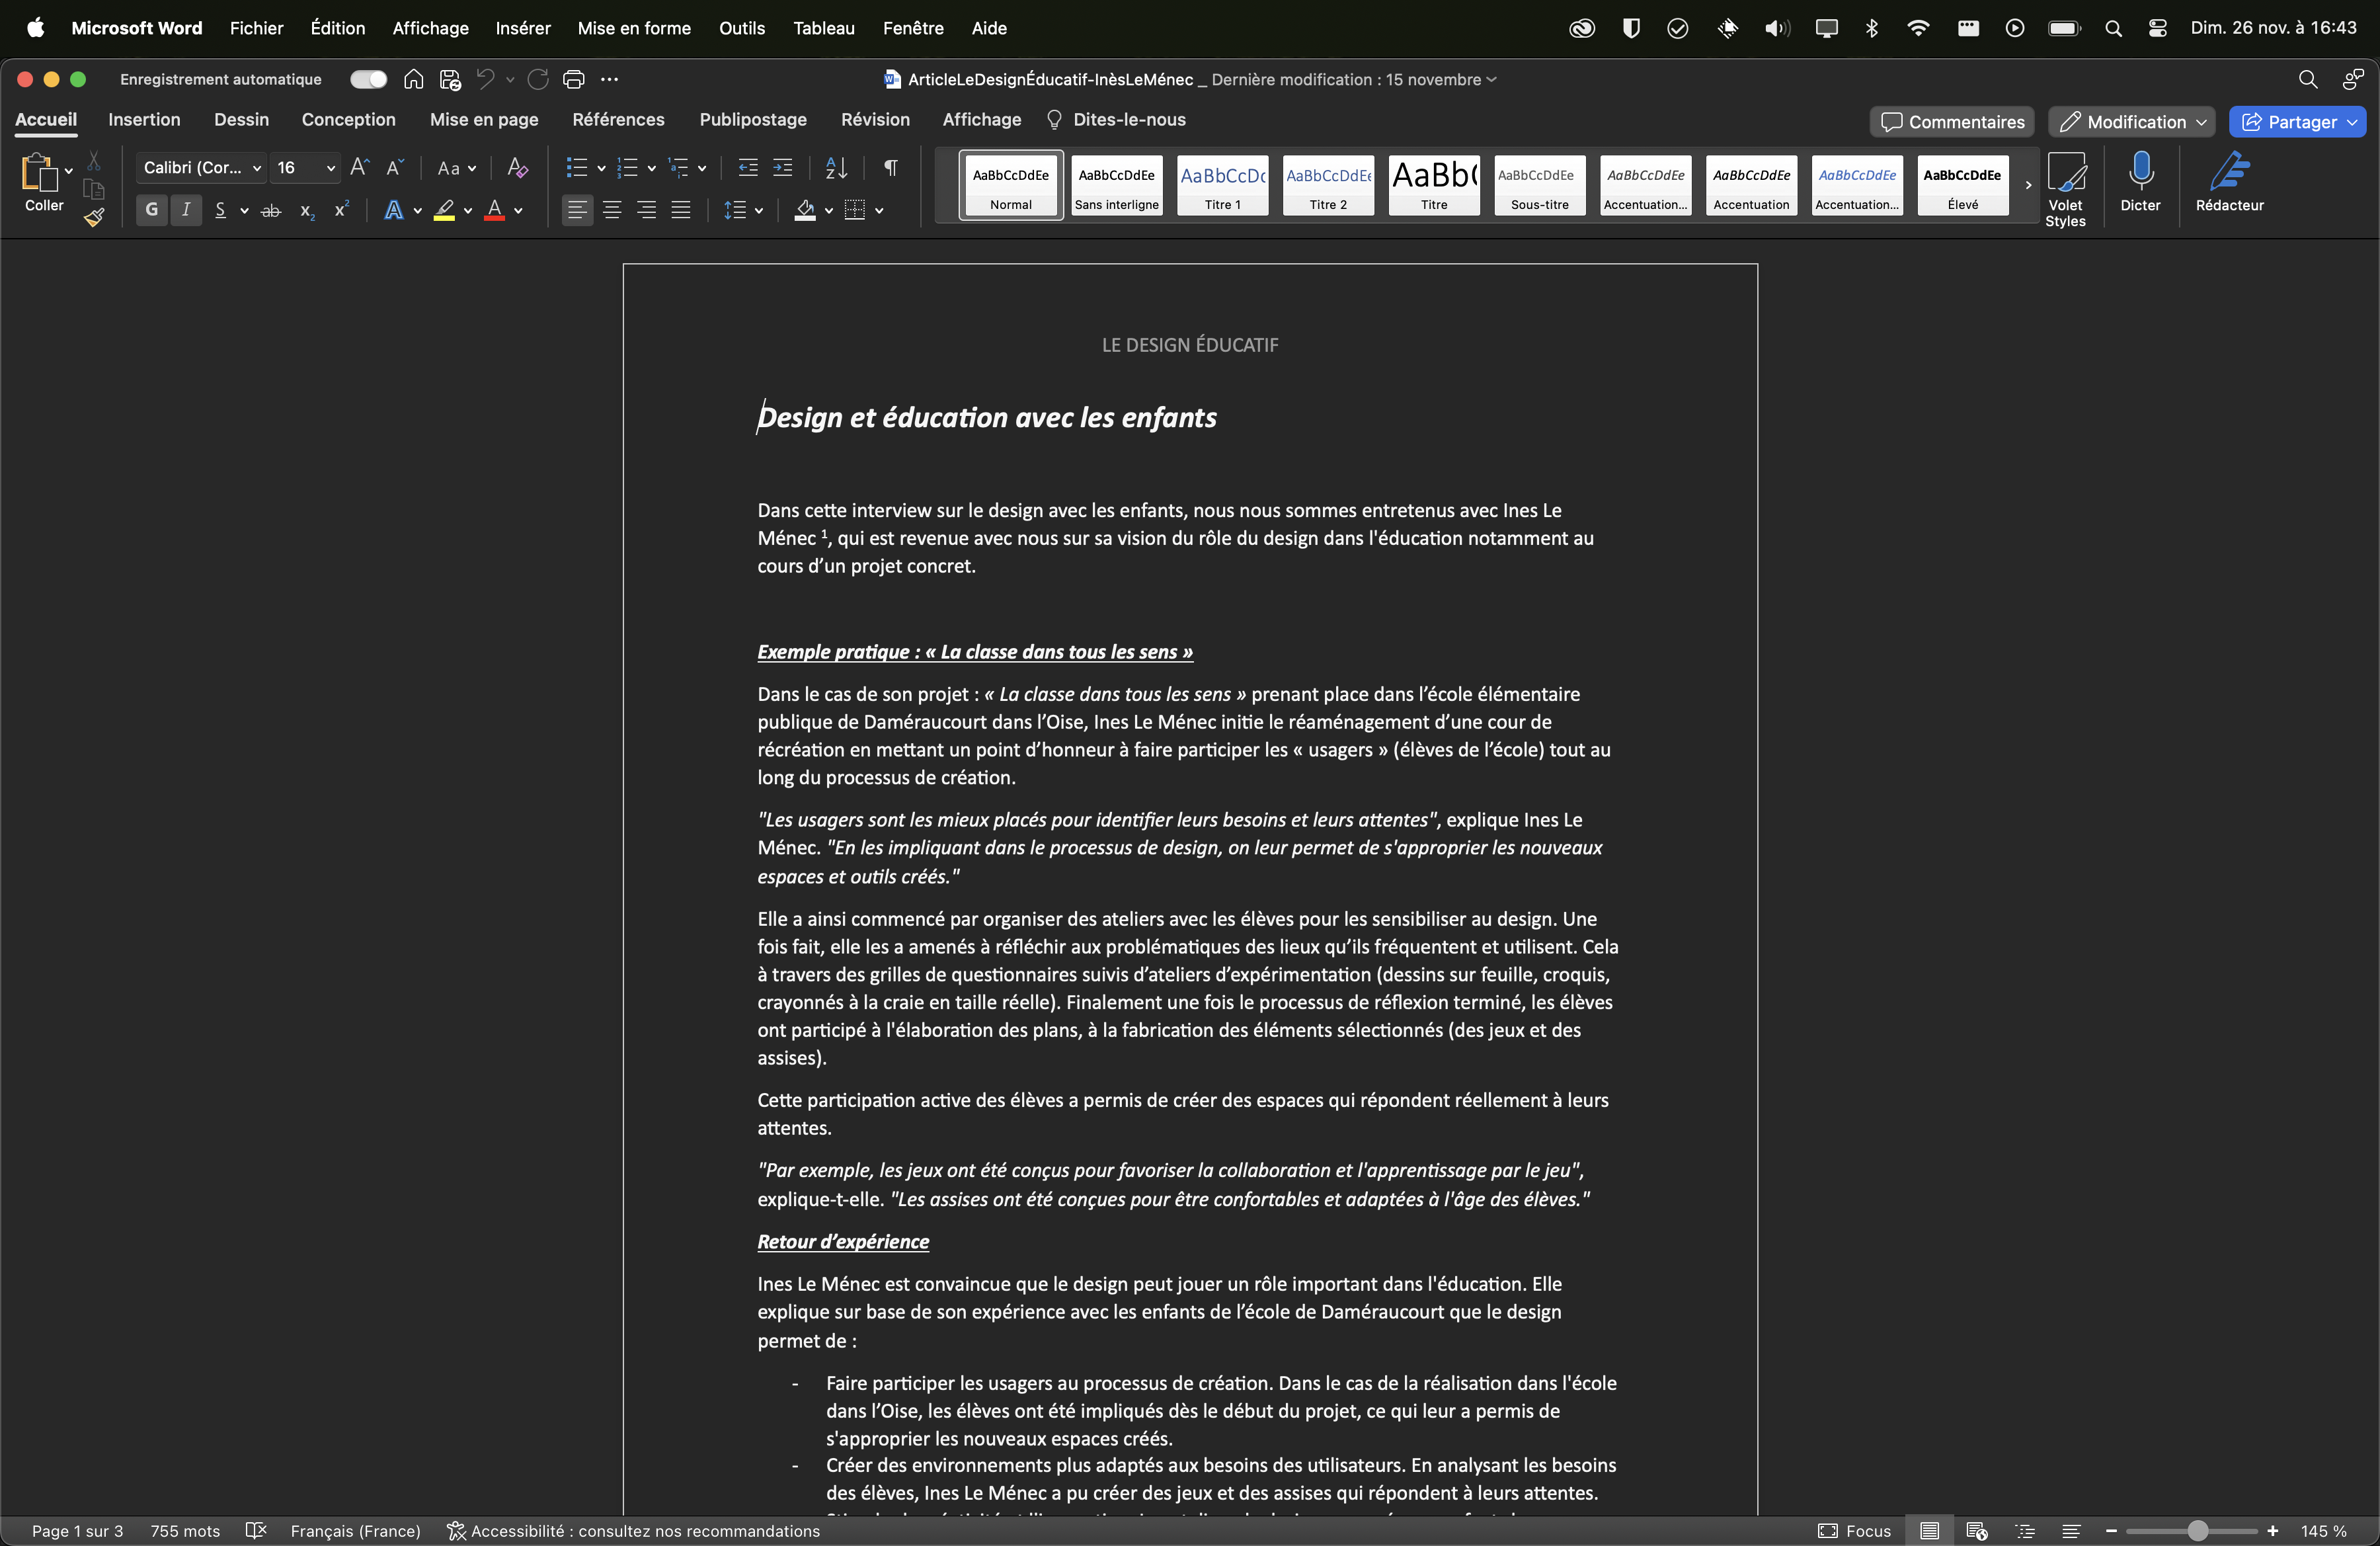 Microsoft Word Fichier Édition Affichage Insérer Mise en forme Outils Tableau Fenêtre Aide Dim. 26 nov. à 16:43
Enregistrement automatique ArticleLeDesignÉducatif-InèsLeMénec _ Dernière modification : 15 novembre
Accueil Insertion Dessin Conception Mise en page Références Publipostage Révision Affichage Dites-le-nous Commentaires Modification Partager
Coller Calibri (Cor... 16
AaBbCcDdEe Normal
AaBbCcDdEe Sans interligne
AaBbCcDc Titre 1
AaBbCcDdEe Titre 2
AaBb( Titre
AaBbCcDdEe Sous-titre
AaBbCcDdEe Accentuation...
AaBbCcDdEe Accentuation
AaBbCcDdEe Accentuation...
AaBbCcDdEe Élevé
Volet Styles
Dicter
Rédacteur
LE DESIGN ÉDUCATIF
Design et éducation avec les enfants
Dans cette interview sur le design avec les enfants, nous nous sommes entretenus avec Ines Le
Ménec ¹, qui est revenue avec nous sur sa vision du rôle du design dans l'éducation notamment au
cours d’un projet concret.
Exemple pratique : « La classe dans tous les sens »
Dans le cas de son projet : « La classe dans tous les sens » prenant place dans l’école élémentaire
publique de Daméraucourt dans l’Oise, Ines Le Ménec initie le réaménagement d’une cour de
récréation en mettant un point d’honneur à faire participer les « usagers » (élèves de l’école) tout au
long du processus de création.
"Les usagers sont les mieux placés pour identifier leurs besoins et leurs attentes", explique Ines Le
Ménec. "En les impliquant dans le processus de design, on leur permet de s'approprier les nouveaux
espaces et outils créés."
Elle a ainsi commencé par organiser des ateliers avec les élèves pour les sensibiliser au design. Une
fois fait, elle les a amenés à réfléchir aux problématiques des lieux qu’ils fréquentent et utilisent. Cela
à travers des grilles de questionnaires suivis d’ateliers d’expérimentation (dessins sur feuille, croquis,
crayonnés à la craie en taille réelle). Finalement une fois le processus de réflexion terminé, les élèves
ont participé à l'élaboration des plans, à la fabrication des éléments sélectionnés (des jeux et des
assises).
Cette participation active des élèves a permis de créer des espaces qui répondent réellement à leurs
attentes.
"Par exemple, les jeux ont été conçus pour favoriser la collaboration et l'apprentissage par le jeu",
explique-t-elle. "Les assises ont été conçues pour être confortables et adaptées à l'âge des élèves."
Retour d’expérience
Ines Le Ménec est convaincue que le design peut jouer un rôle important dans l'éducation. Elle
explique sur base de son expérience avec les enfants de l’école de Daméraucourt que le design
permet de :
- Faire participer les usagers au processus de création. Dans le cas de la réalisation dans l'école
dans l’Oise, les élèves ont été impliqués dès le début du projet, ce qui leur a permis de
s'approprier les nouveaux espaces créés.
- Créer des environnements plus adaptés aux besoins des utilisateurs. En analysant les besoins
des élèves, Ines Le Ménec a pu créer des jeux et des assises qui répondent à leurs attentes.
Page 1 sur 3 755 mots Français (France) Accessibilité : consultez nos recommandations Focus 145 %